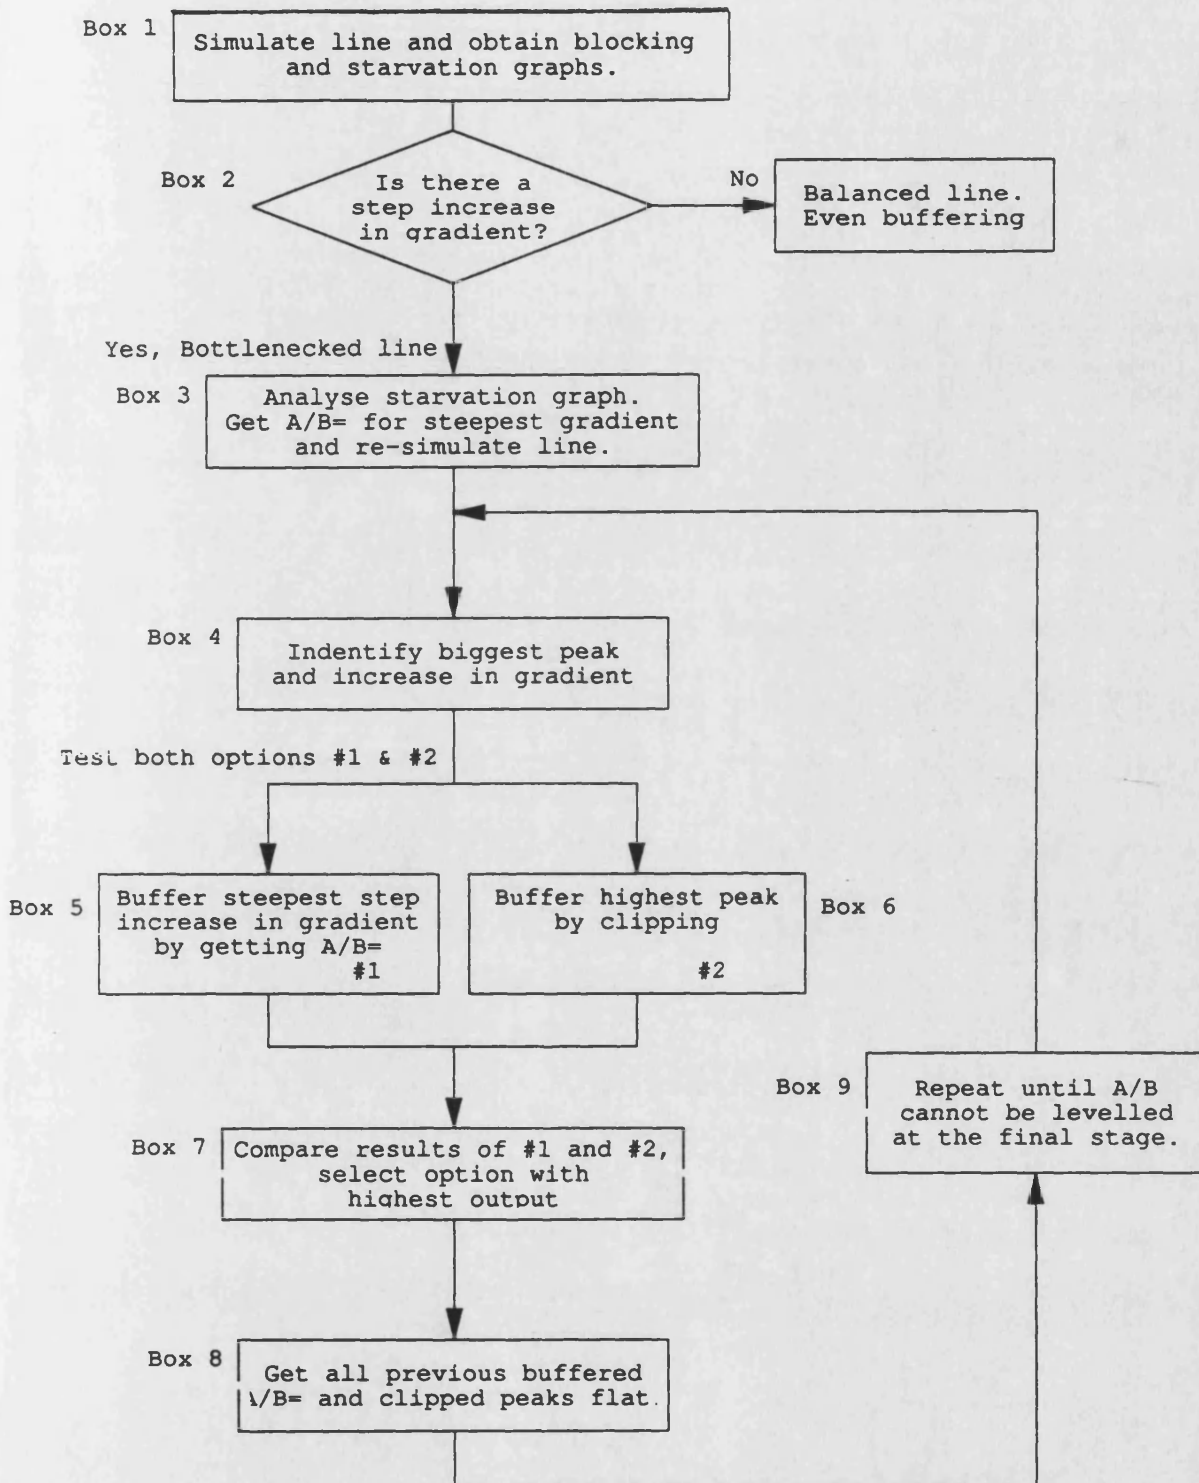 Box 1
Simulate line and obtain blocking
and starvation graphs.
Box 2
Is there a
step increase
in gradient?
No
Balanced line.
Even buffering
Yes, Bottlenecked line
Box 3
Analyse starvation graph.
Get A/B= for steepest gradient
and re-simulate line.
Box 4
Indentify biggest peak
and increase in gradient
Test both options #1 & #2
Box 5
Buffer steepest step
increase in gradient
by getting A/B=
#1
Buffer highest peak
by clipping
#2
Box 6
Box 7
Compare results of #1 and #2,
select option with
highest output
Box 9
Repeat until A/B
cannot be levelled
at the final stage.
Box 8
Get all previous buffered
A/B= and clipped peaks flat.